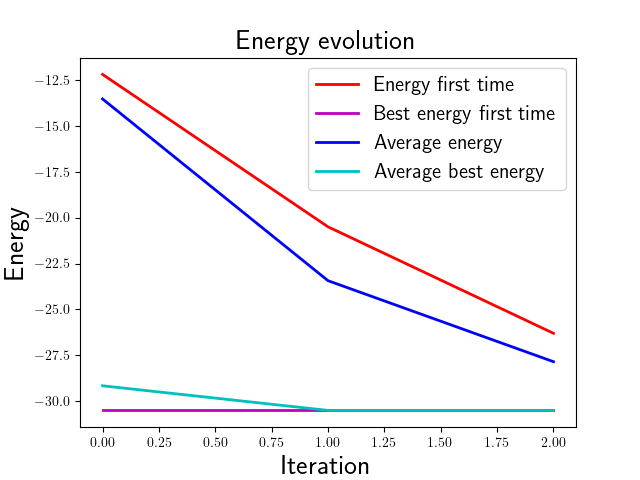 Energy evolution
Energy first time
Best energy first time
Average energy
Average best energy
Energy
−12.5
−15.0
−17.5
−20.0
−22.5
−25.0
−27.5
−30.0
0.00 0.25 0.50 0.75 1.00 1.25 1.50 1.75 2.00
Iteration